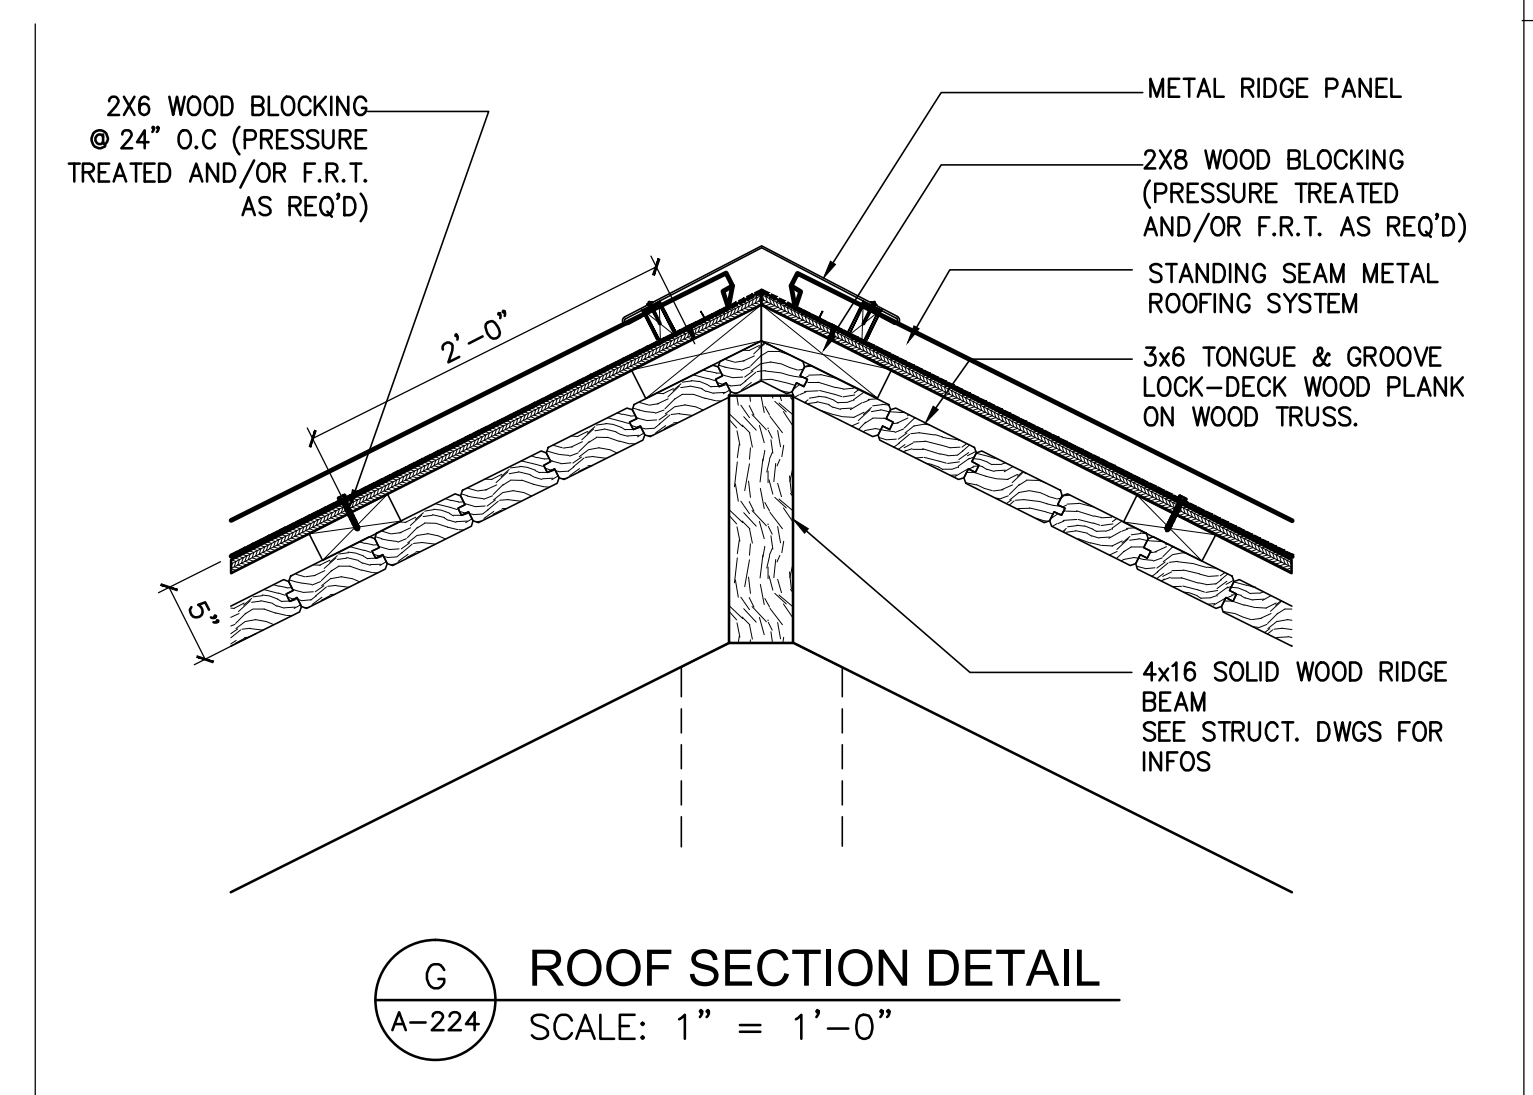 2X6 WOOD BLOCKING
@ 24" O.C (PRESSURE
TREATED AND/OR F.R.T.
AS REQ'D)
METAL RIDGE PANEL
2X8 WOOD BLOCKING
(PRESSURE TREATED
AND/OR F.R.T. AS REQ'D)
STANDING SEAM METAL
ROOFING SYSTEM
3x6 TONGUE & GROOVE
LOCK-DECK WOOD PLANK
ON WOOD TRUSS.
2'-0"
5"
4x16 SOLID WOOD RIDGE
BEAM
SEE STRUCT. DWGS FOR
INFOS
G
A-224
ROOF SECTION DETAIL
SCALE: 1" = 1'-0"